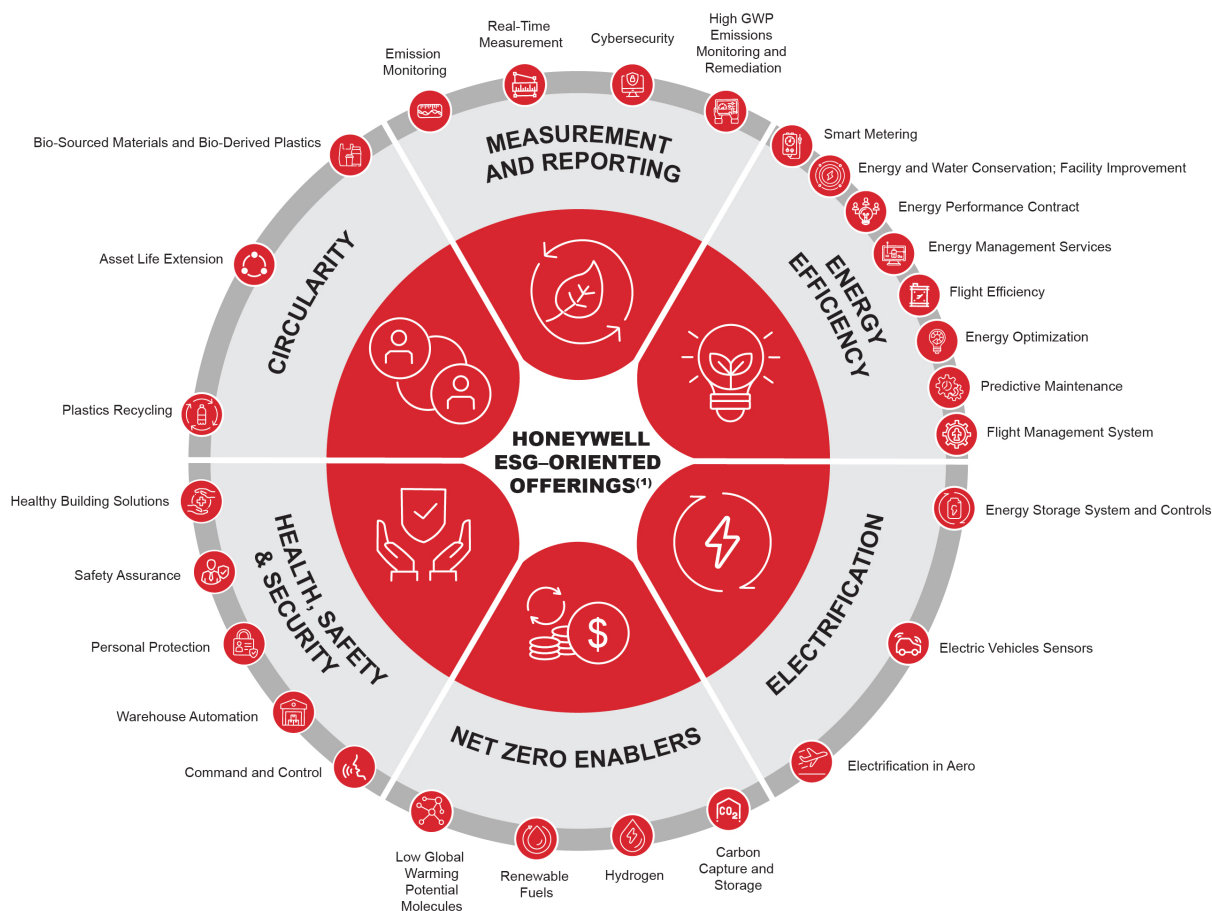 HONEYWELL
ESG–ORIENTED
OFFERINGS(1)
MEASUREMENT
AND REPORTING
Emission
Monitoring
Real-Time
Measurement
Cybersecurity
High GWP
Emissions
Monitoring and
Remediation
ENERGY
EFFICIENCY
Smart Metering
Energy and Water Conservation; Facility Improvement
Energy Performance Contract
Energy Management Services
Flight Efficiency
Energy Optimization
Predictive Maintenance
Flight Management System
ELECTRIFICATION
Energy Storage System and Controls
Electric Vehicles Sensors
Electrification in Aero
NET ZERO ENABLERS
$
CO2
Carbon
Capture and
Storage
Hydrogen
Renewable
Fuels
Low Global
Warming
Potential
Molecules
HEALTH, SAFETY
& SECURITY
Command and Control
Warehouse Automation
Personal Protection
Safety Assurance
Healthy Building Solutions
CIRCULARITY
Plastics Recycling
Asset Life Extension
Bio-Sourced Materials and Bio-Derived Plastics